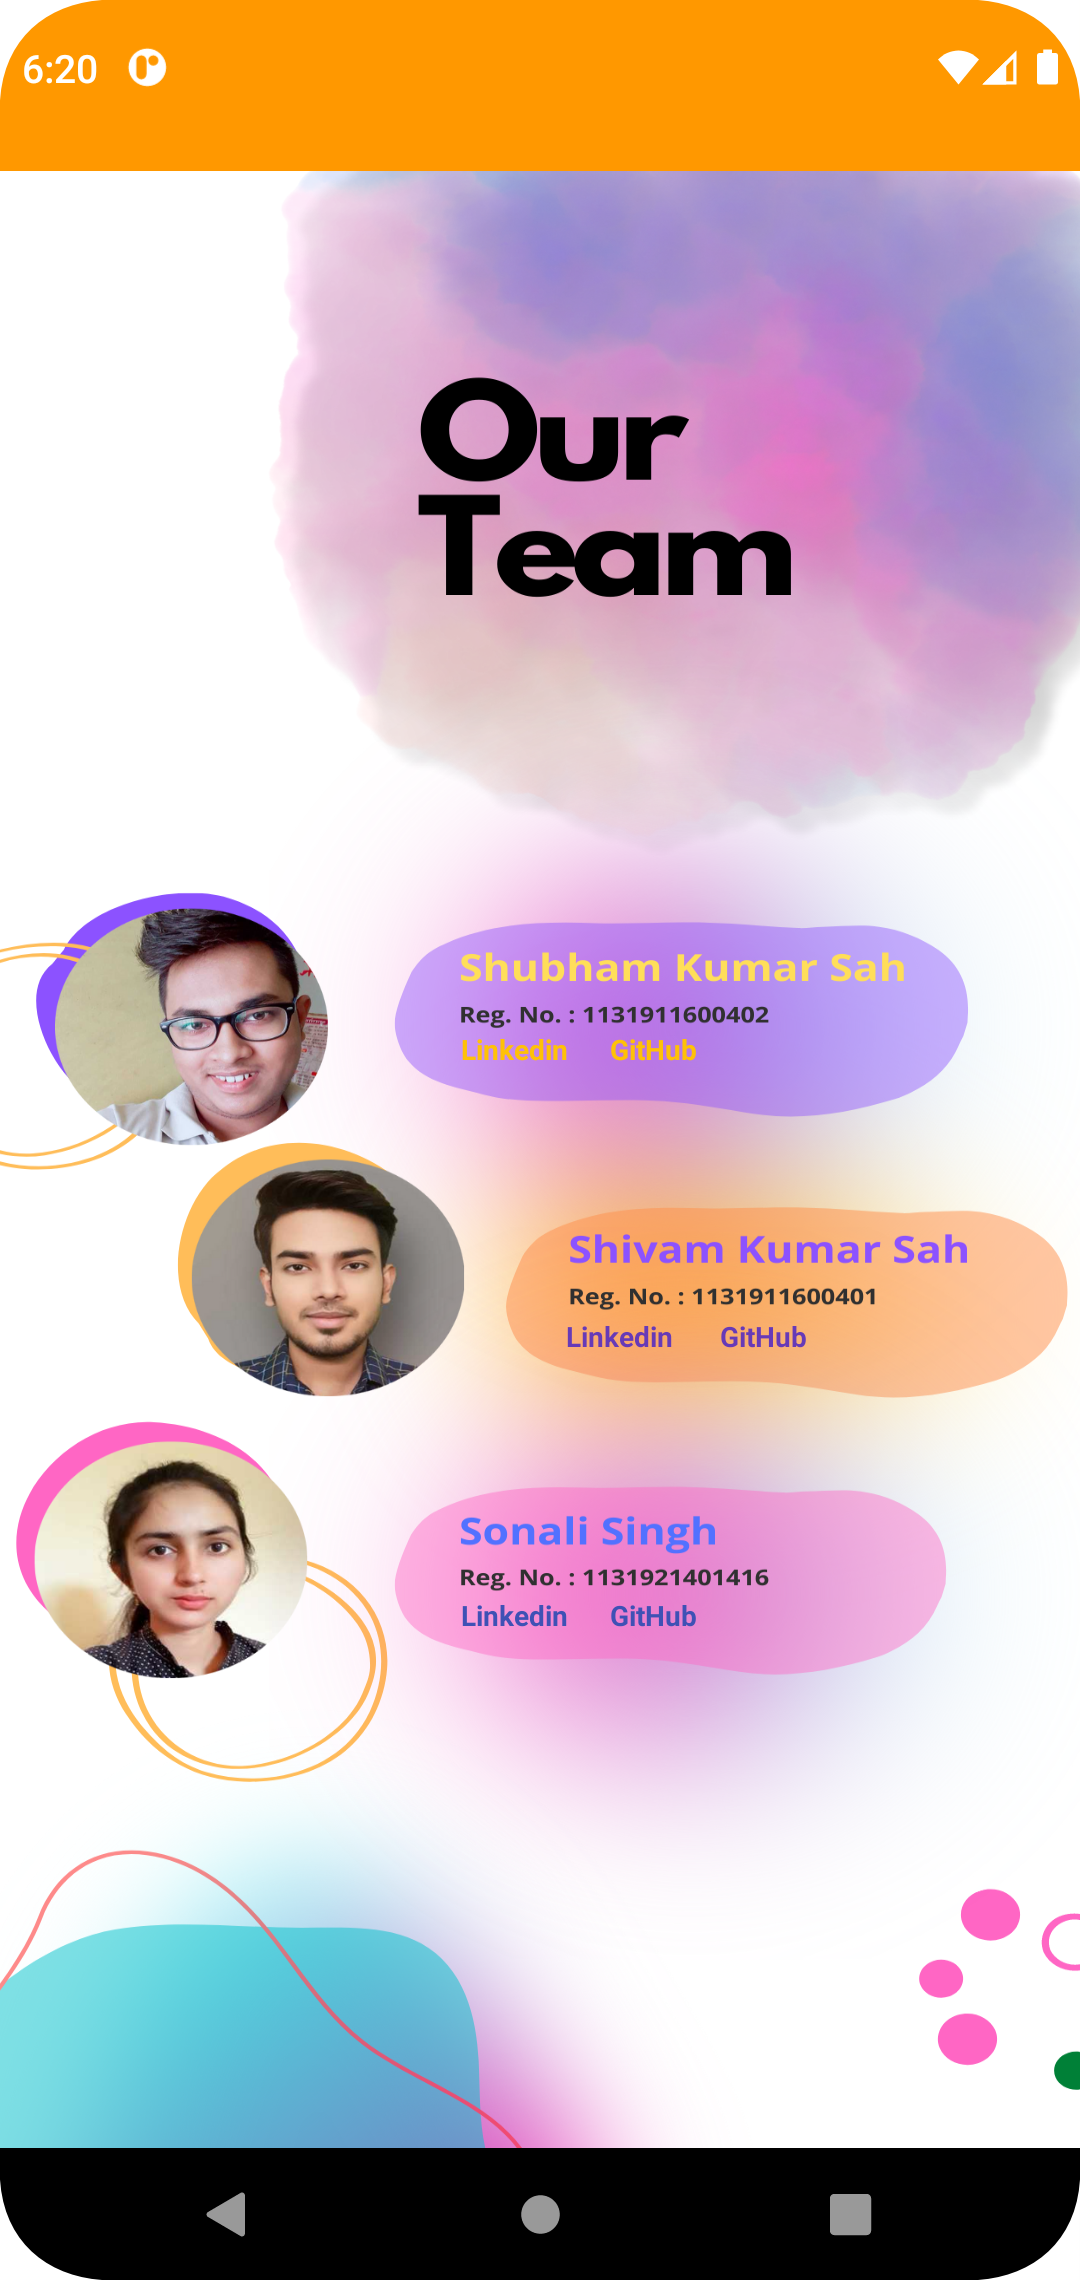 6:20
Our
Team
Shubham Kumar Sah
Reg. No. : 1131911600402
Linkedin GitHub
Shivam Kumar Sah
Reg. No. : 1131911600401
Linkedin GitHub
Sonali Singh
Reg. No. : 1131921401416
Linkedin GitHub